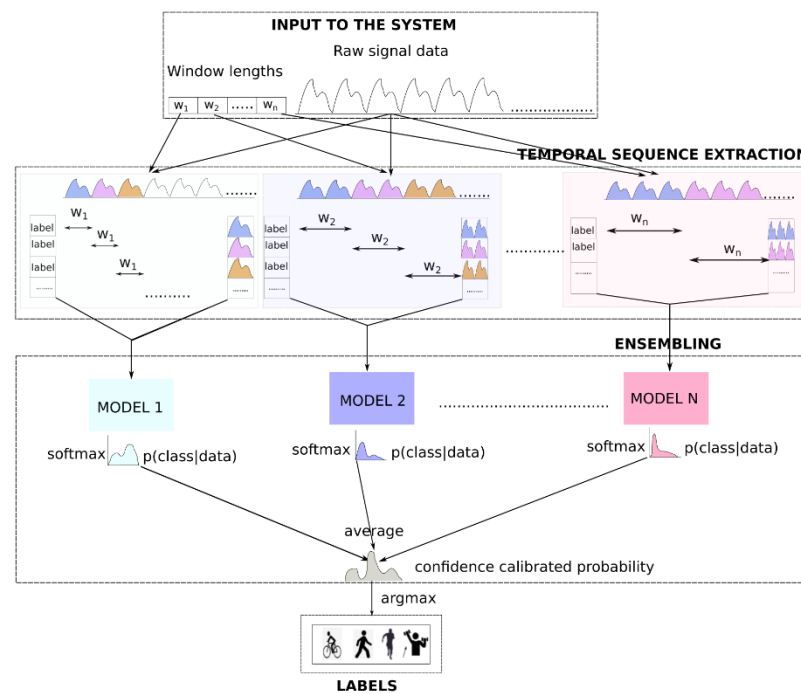 INPUT TO THE SYSTEM
Raw signal data
Window lengths
w1 w2 ..... wn
TEMPORAL SEQUENCE EXTRACTION
label
label
label
w1
w1
w1
label
label
label
w2
w2
w2
label
label
wn
wn
ENSEMBLING
MODEL 1
MODEL 2
MODEL N
softmax p(class|data)
softmax p(class|data)
softmax p(class|data)
average
confidence calibrated probability
argmax
LABELS